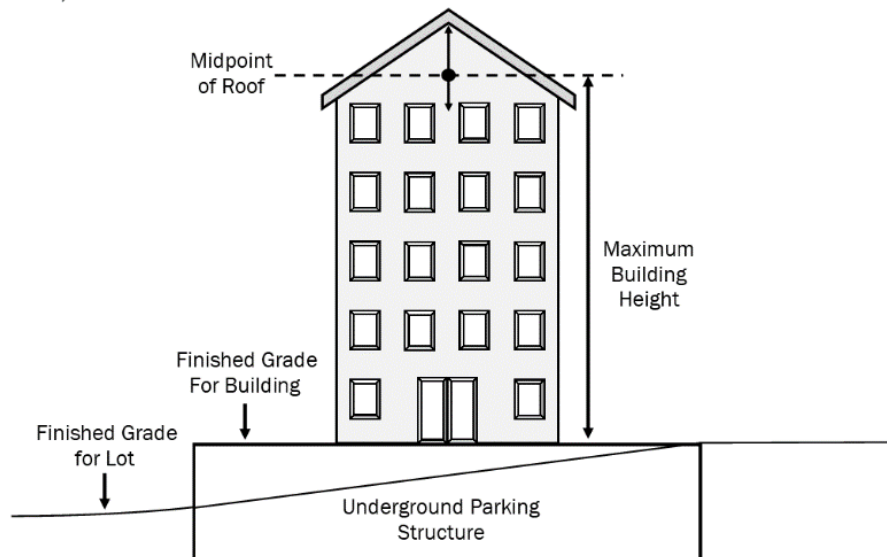 Midpoint
of Roof
Maximum
Building
Height
Finished Grade
For Building
Finished Grade
for Lot
Underground Parking
Structure